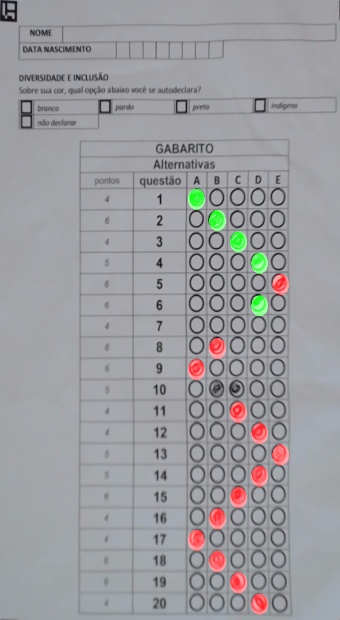 NOME
DATA NASCIMENTO
DIVERSIDADE E INCLUSÃO
Sobre sua cor, qual opção abaixo você se autodeclara?
branco pardo preto indígena
não declarar
GABARITO
Alternativas
pontos questão A B C D E
4 1
6 2
4 3
5 4
6 5
6 6
4 7
6 8
6 9
5 10
4 11
4 12
13
14
6 15
4 16
4 17
6 18
6 19
4 20